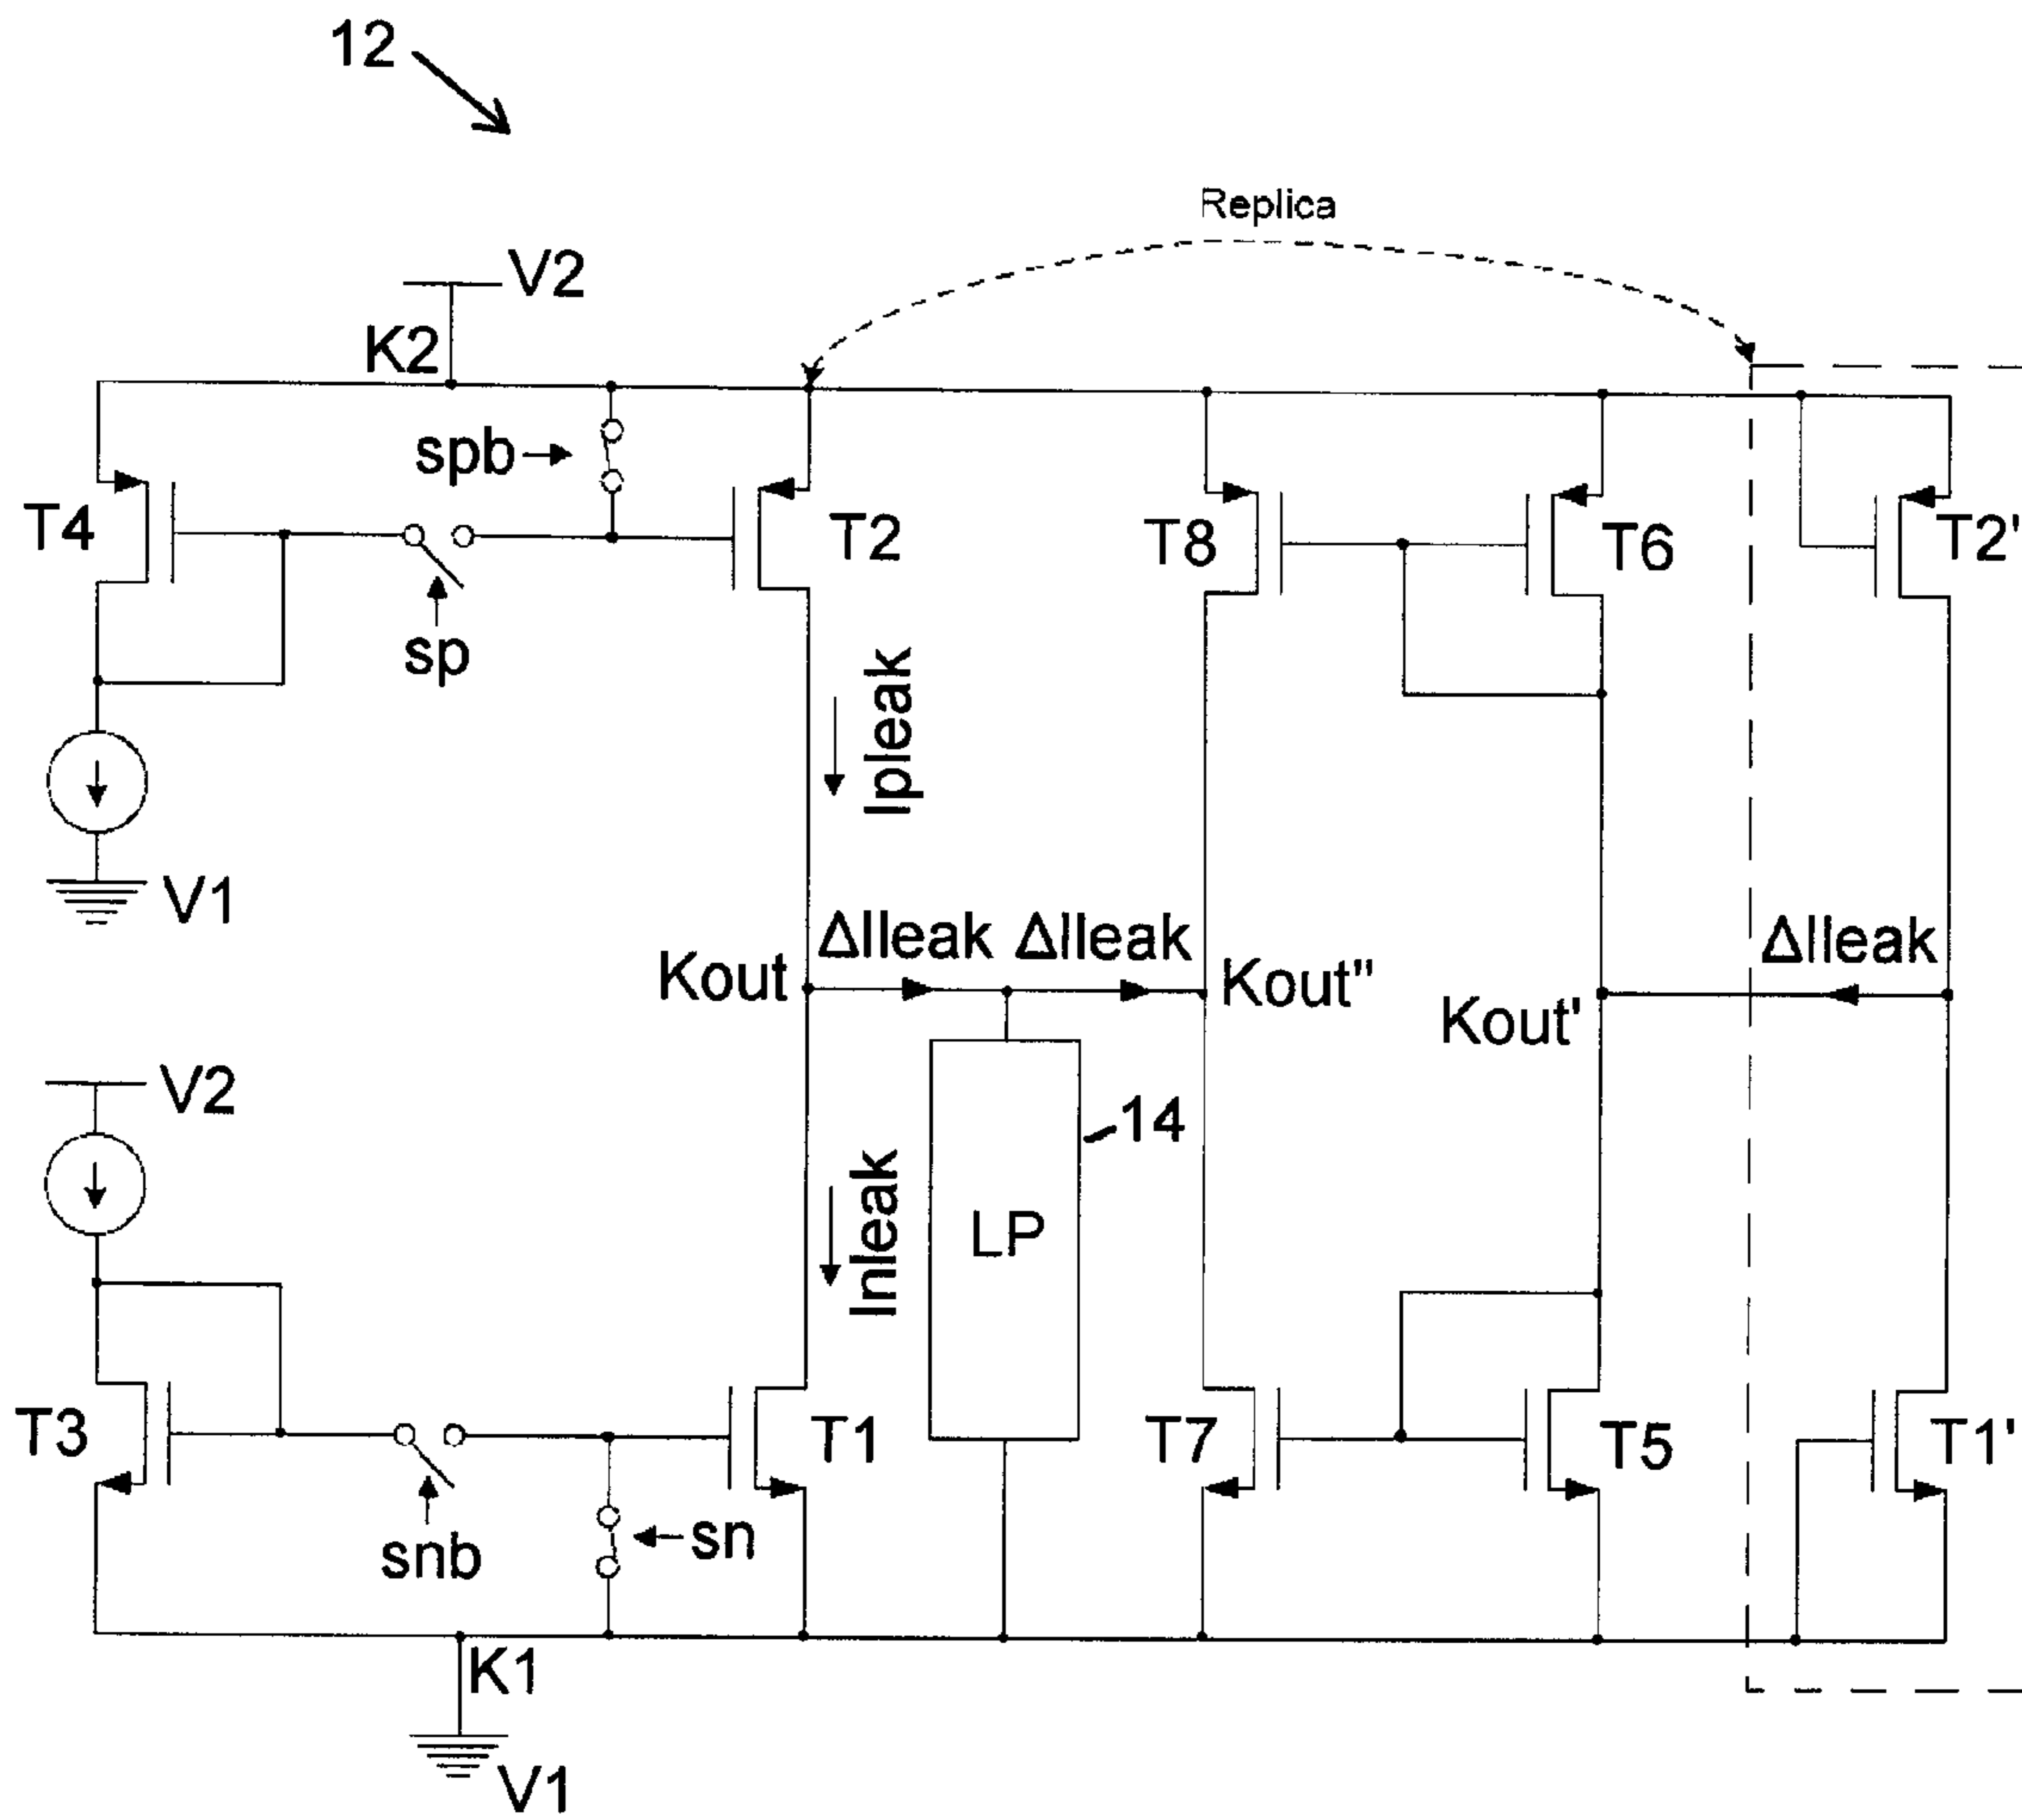 12
Replica
V2
K2
spb
T4
T2
T8
T6
T2'
sp
Ipleak
V1
ΔIleak ΔIleak
ΔIleak
Kout
Kout''
Kout'
V2
14
Inleak
LP
T3
T1
T7
T5
T1'
snb
sn
K1
V1